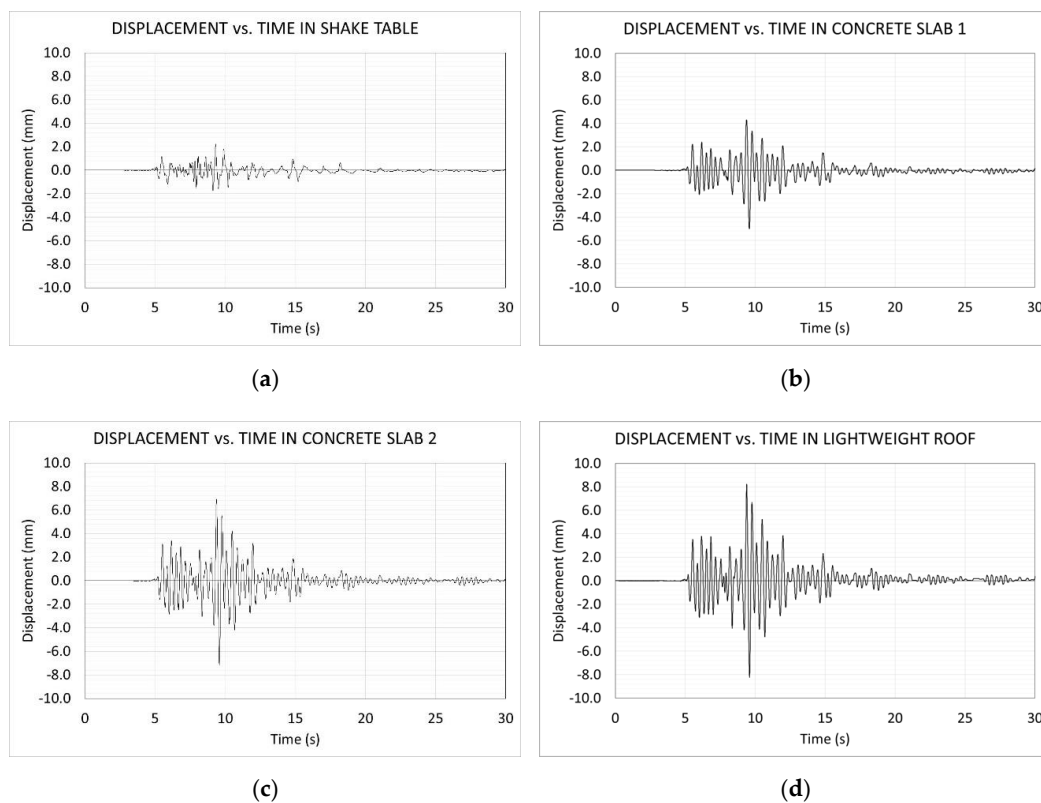 DISPLACEMENT vs. TIME IN SHAKE TABLE
10.0
8.0
6.0
4.0
2.0
0.0
-2.0
-4.0
-6.0
-8.0
-10.0
Displacement (mm)
0 5 10 15 20 25 30
Time (s)
(a)
DISPLACEMENT vs. TIME IN CONCRETE SLAB 1
10.0
8.0
6.0
4.0
2.0
0.0
-2.0
-4.0
-6.0
-8.0
-10.0
Displacement (mm)
0 5 10 15 20 25 30
Time (s)
(b)
DISPLACEMENT vs. TIME IN CONCRETE SLAB 2
10.0
8.0
6.0
4.0
2.0
0.0
-2.0
-4.0
-6.0
-8.0
-10.0
Displacement (mm)
0 5 10 15 20 25 30
Time (s)
(c)
DISPLACEMENT vs. TIME IN LIGHTWEIGHT ROOF
10.0
8.0
6.0
4.0
2.0
0.0
-2.0
-4.0
-6.0
-8.0
-10.0
Displacement (mm)
0 5 10 15 20 25 30
Time (s)
(d)